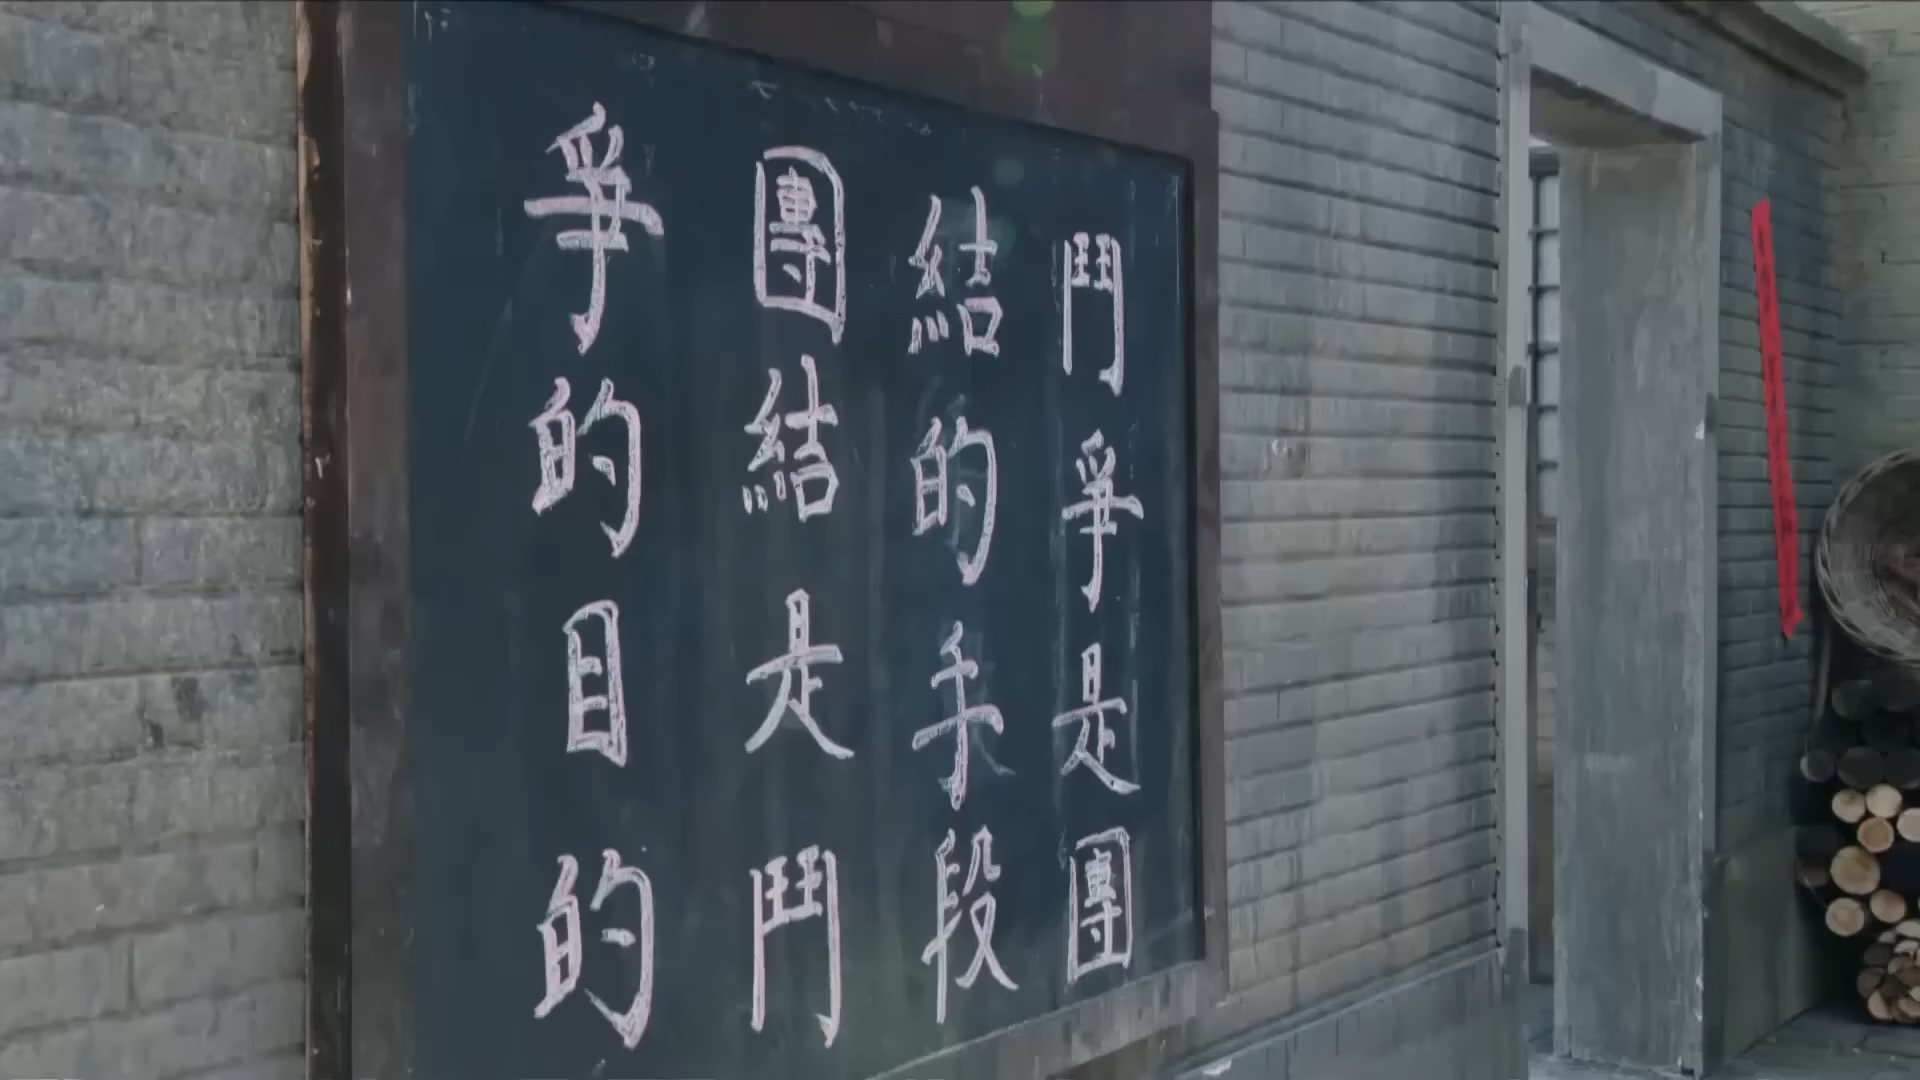 鬥爭是團
結的手段
團結是鬥
爭的目的